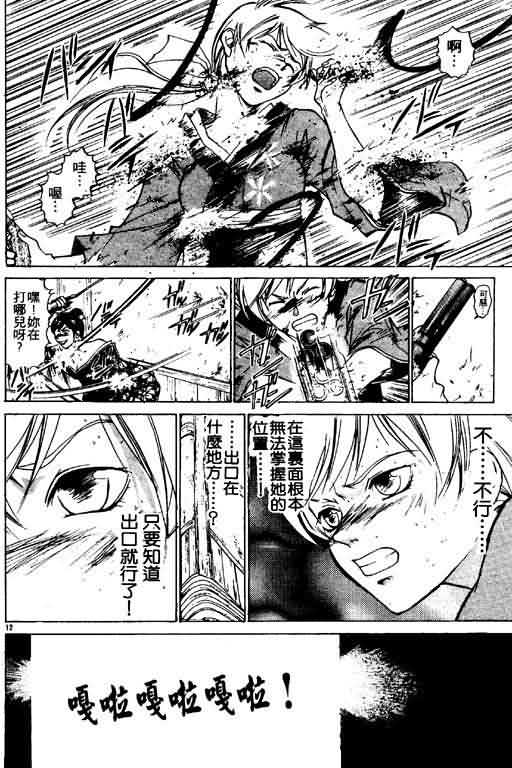 啊…
哇…
喔…
可惡…
嘿！妳在
打哪兒呀？
不……不行……
在這裏面根本
無法掌握她的
位置……！
……出口在
什麼地方……？
只要知道
出口就行了！
12
嘎啦嘎啦嘎啦！